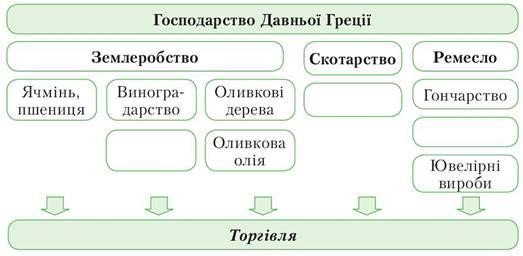 Господарство Давньої Греції
Землеробство
Скотарство
Ремесло
Ячмінь,
пшениця
Виногра-
дарство
Оливкові
дерева
Гончарство
Оливкова
олія
Ювелірні
вироби
Торгівля